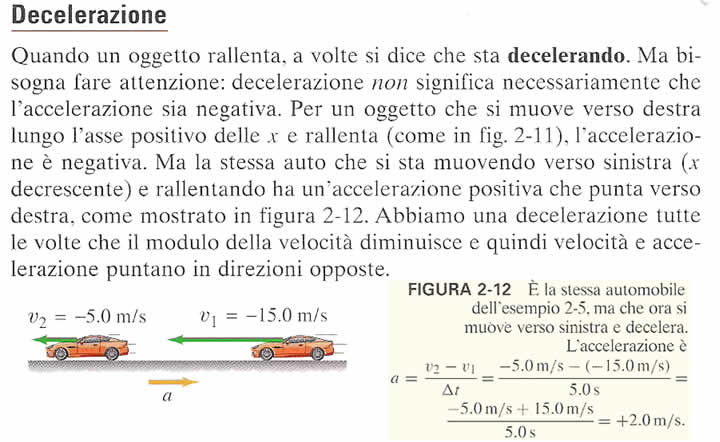 Decelerazione
Quando un oggetto rallenta, a volte si dice che sta decelerando. Ma bi-
sogna fare attenzione: decelerazione non significa necessariamente che
l'accelerazione sia negativa. Per un oggetto che si muove verso destra
lungo l'asse positivo delle x e rallenta (come in fig. 2-11), l'accelerazio-
ne è negativa. Ma la stessa auto che si sta muovendo verso sinistra (x
decrescente) e rallentando ha un'accelerazione positiva che punta verso
destra, come mostrato in figura 2-12. Abbiamo una decelerazione tutte
le volte che il modulo della velocità diminuisce e quindi velocità e acce-
lerazione puntano in direzioni opposte.
v₂ = −5.0 m/s
v₁ = −15.0 m/s
a
FIGURA 2-12 È la stessa automobile
dell'esempio 2-5, ma che ora si
muove verso sinistra e decelera.
L'accelerazione è
a = (v₂ − v₁)/Δt = (−5.0 m/s − (−15.0 m/s))/5.0 s =
(−5.0 m/s + 15.0 m/s)/5.0 s = +2.0 m/s.